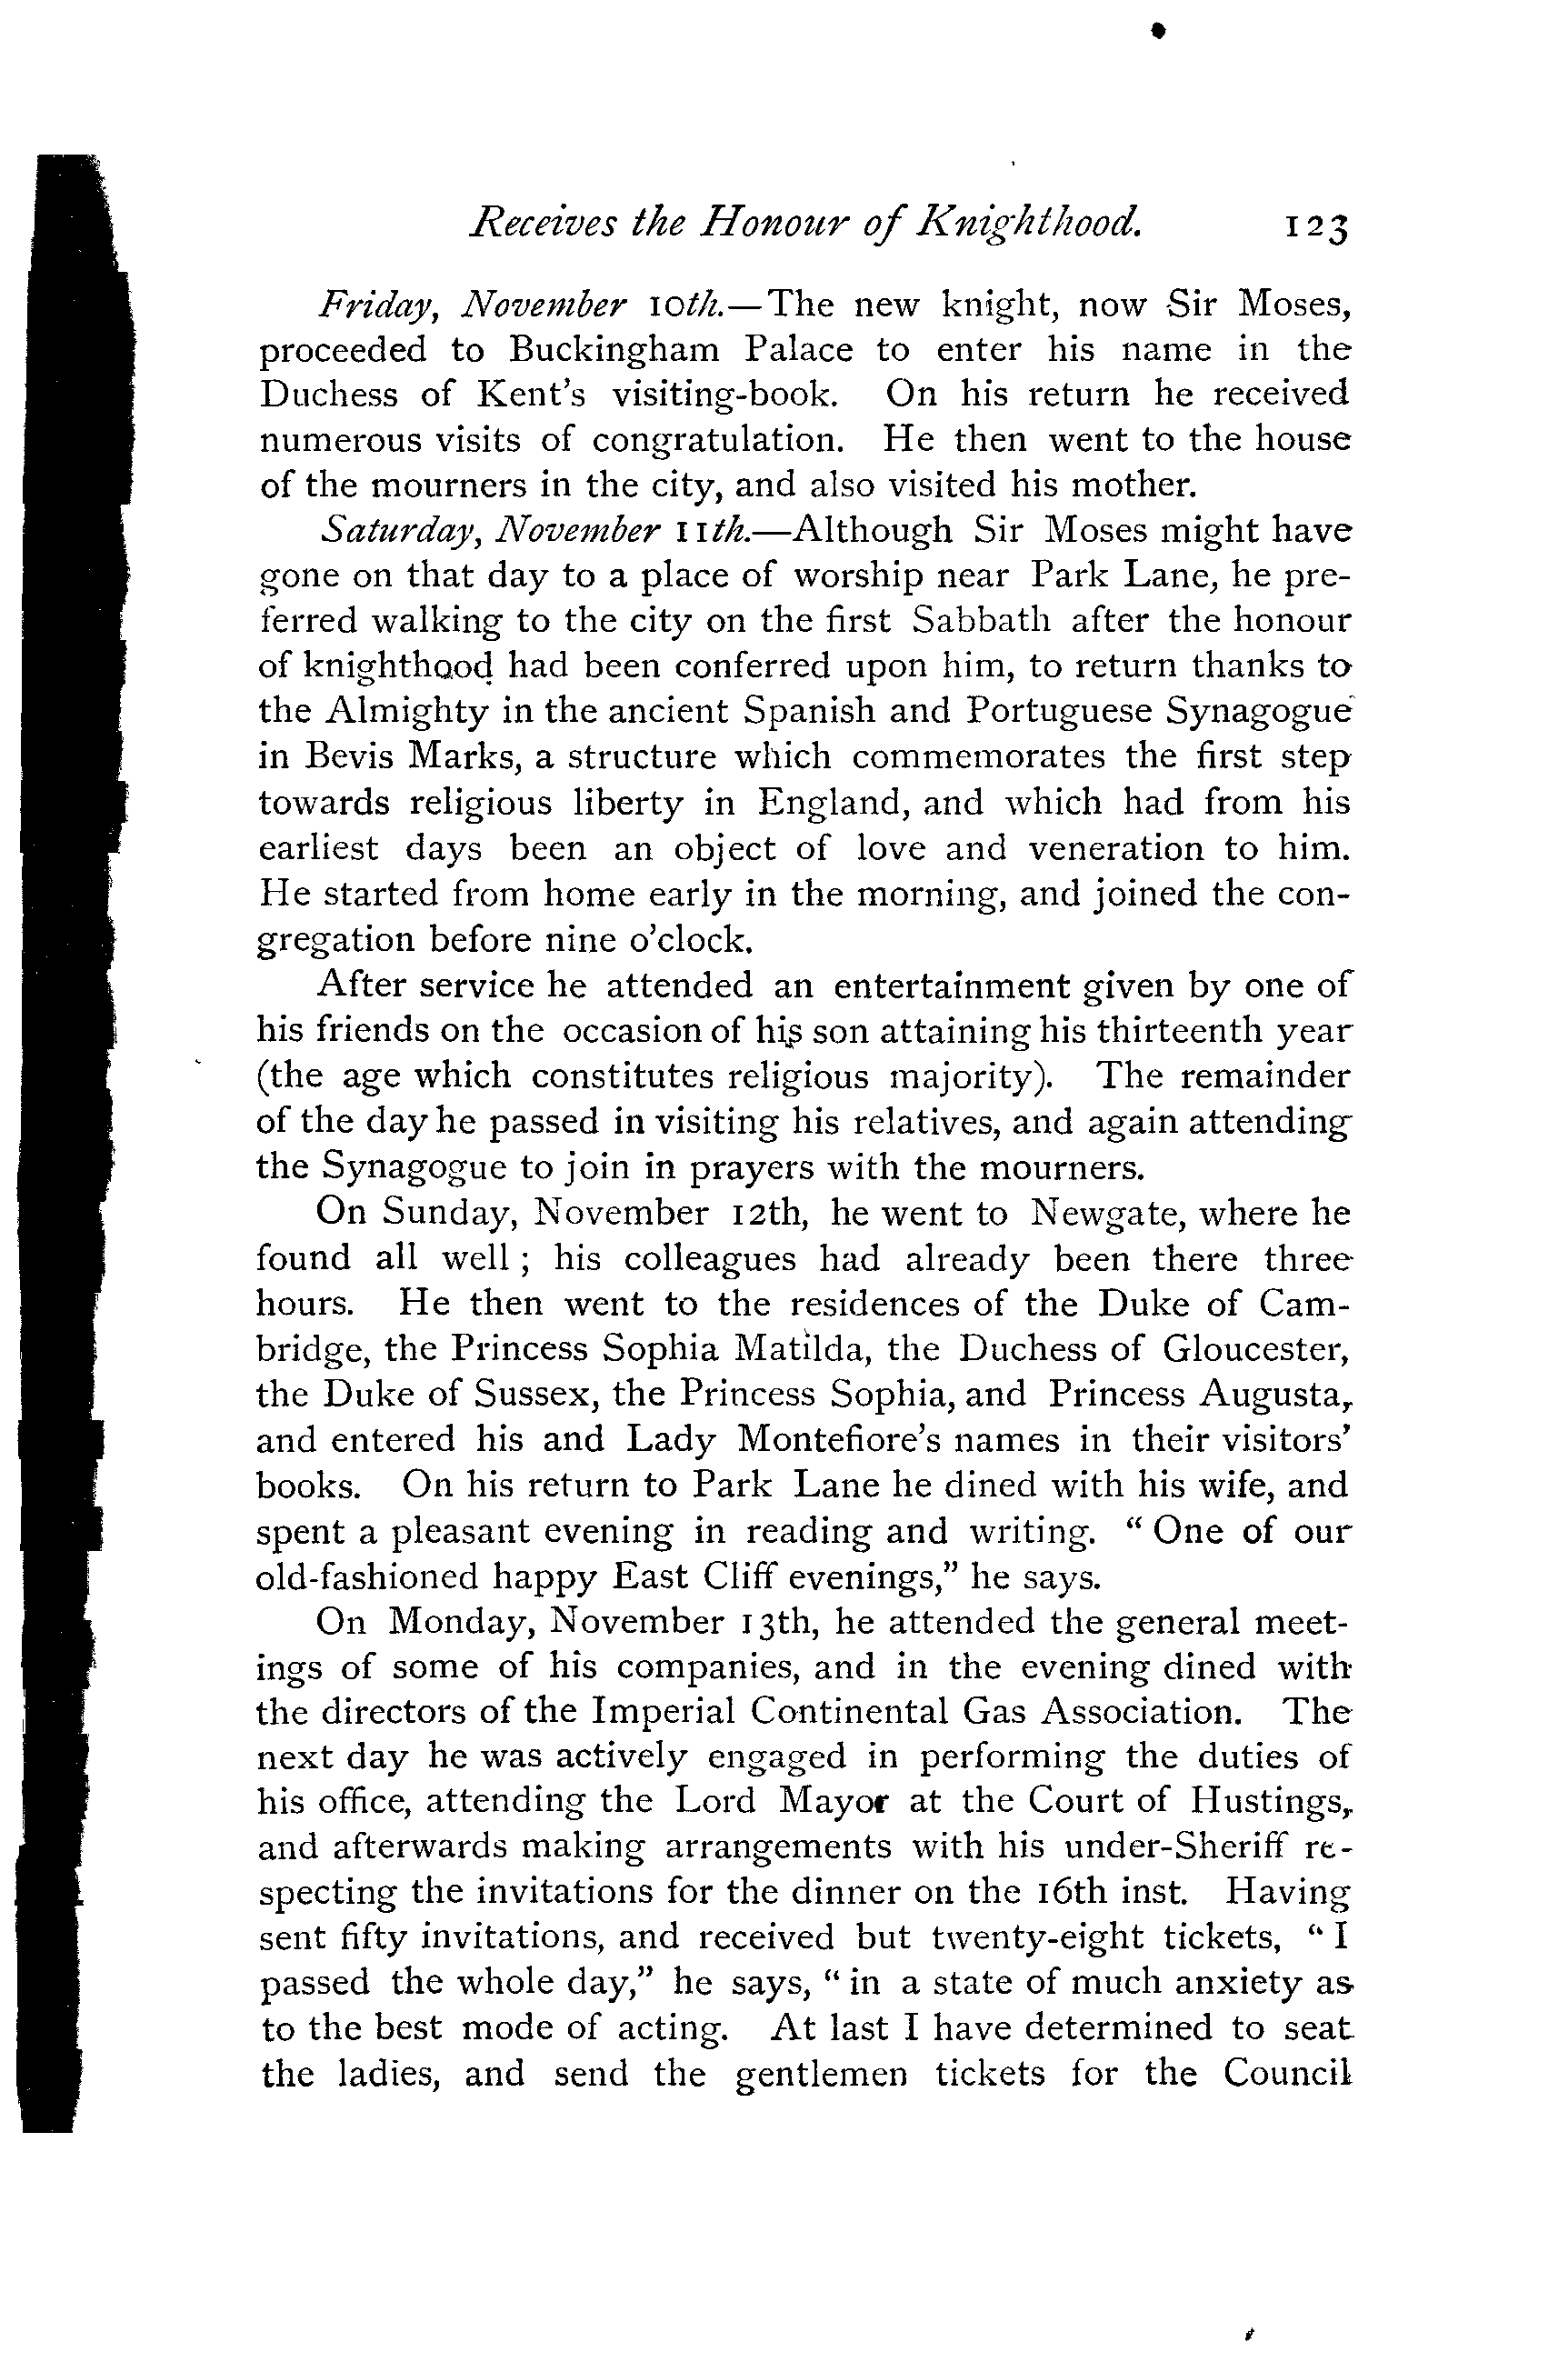 Receives the Honour of Knighthood. 123
Friday, November 10th.—The new knight, now Sir Moses,
proceeded to Buckingham Palace to enter his name in the
Duchess of Kent's visiting-book. On his return he received
numerous visits of congratulation. He then went to the house
of the mourners in the city, and also visited his mother.
Saturday, November 11th.—Although Sir Moses might have
gone on that day to a place of worship near Park Lane, he pre-
ferred walking to the city on the first Sabbath after the honour
of knighthood had been conferred upon him, to return thanks to
the Almighty in the ancient Spanish and Portuguese Synagogue
in Bevis Marks, a structure which commemorates the first step
towards religious liberty in England, and which had from his
earliest days been an object of love and veneration to him.
He started from home early in the morning, and joined the con-
gregation before nine o'clock.
After service he attended an entertainment given by one of
his friends on the occasion of his son attaining his thirteenth year
(the age which constitutes religious majority). The remainder
of the day he passed in visiting his relatives, and again attending
the Synagogue to join in prayers with the mourners.
On Sunday, November 12th, he went to Newgate, where he
found all well ; his colleagues had already been there three
hours. He then went to the residences of the Duke of Cam-
bridge, the Princess Sophia Matilda, the Duchess of Gloucester,
the Duke of Sussex, the Princess Sophia, and Princess Augusta,
and entered his and Lady Montefiore's names in their visitors'
books. On his return to Park Lane he dined with his wife, and
spent a pleasant evening in reading and writing. "One of our
old-fashioned happy East Cliff evenings," he says.
On Monday, November 13th, he attended the general meet-
ings of some of his companies, and in the evening dined with
the directors of the Imperial Continental Gas Association. The
next day he was actively engaged in performing the duties of
his office, attending the Lord Mayor at the Court of Hustings,
and afterwards making arrangements with his under-Sheriff re-
specting the invitations for the dinner on the 16th inst. Having
sent fifty invitations, and received but twenty-eight tickets, "I
passed the whole day," he says, "in a state of much anxiety as
to the best mode of acting. At last I have determined to seat
the ladies, and send the gentlemen tickets for the Council